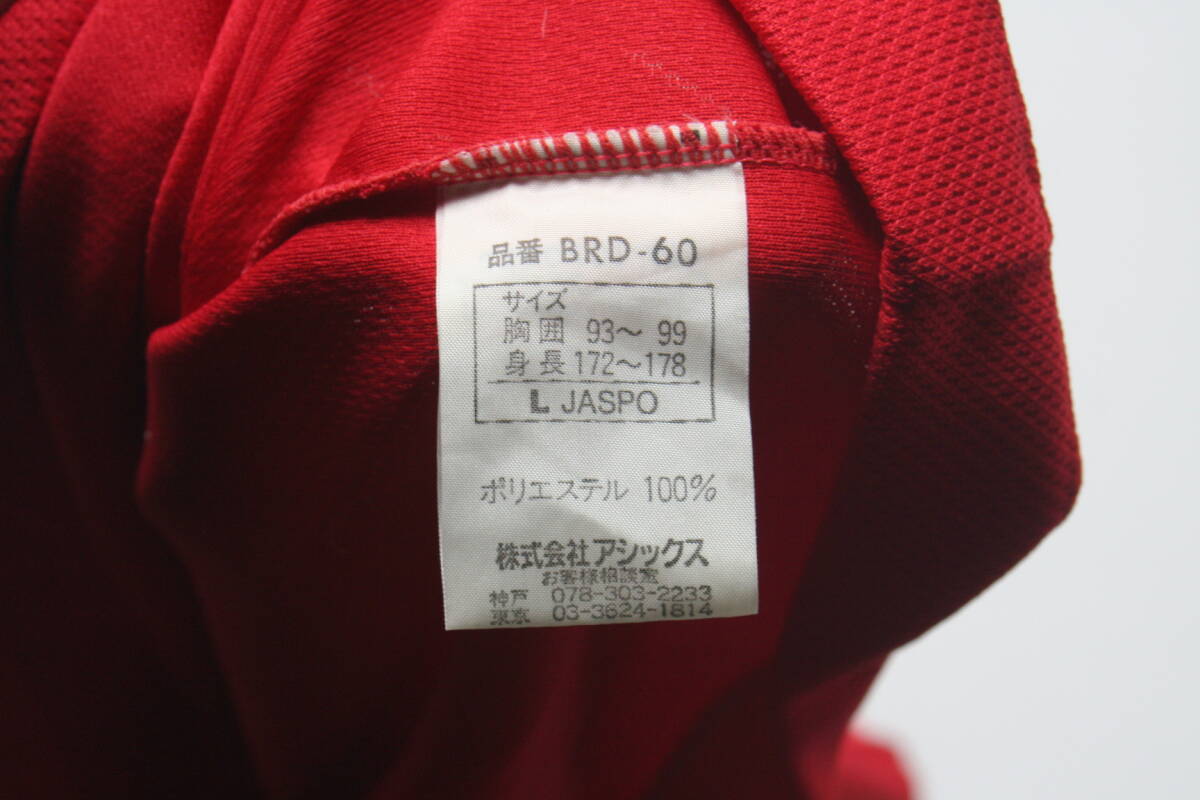 品番 BRD-60
サイズ
胸囲 93～99
身長 172～178
L JASPO
ポリエステル 100%
株式会社アシックス
お客様相談室
神戸 078-303-2233
東京 03-3624-1814